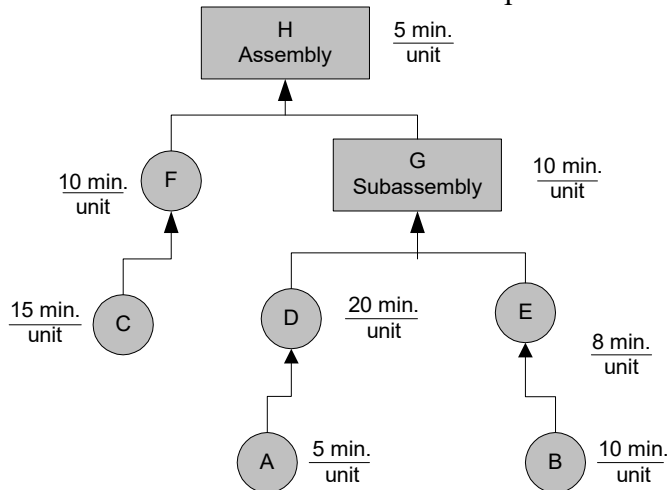 H
Assembly
5 min.
unit
F
10 min.
unit
G
Subassembly
10 min.
unit
C
15 min.
unit
D
20 min.
unit
E
8 min.
unit
A
5 min.
unit
B
10 min.
unit